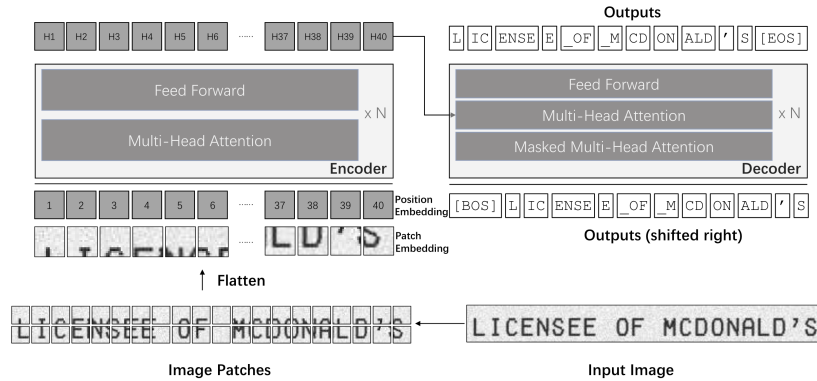 Outputs
H1 H2 H3 H4 H5 H6 ...... H37 H38 H39 H40
L IC ENSE E _OF _M CD ON ALD ' S [EOS]
Feed Forward
Multi-Head Attention
x N
Encoder
Feed Forward
Multi-Head Attention
Masked Multi-Head Attention
x N
Decoder
1 2 3 4 5 6 ...... 37 38 39 40
Position
Embedding
......
Patch
Embedding
[BOS] L IC ENSE E _OF _M CD ON ALD ' S
Outputs (shifted right)
Flatten
LICENSEE OF MCDONALD'S
Image Patches
LICENSEE OF MCDONALD'S
Input Image